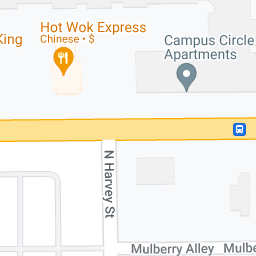 King
Hot Wok Express
Chinese • $
Campus Circle
Apartments
N Harvey St
Mulberry Alley
Mulbe